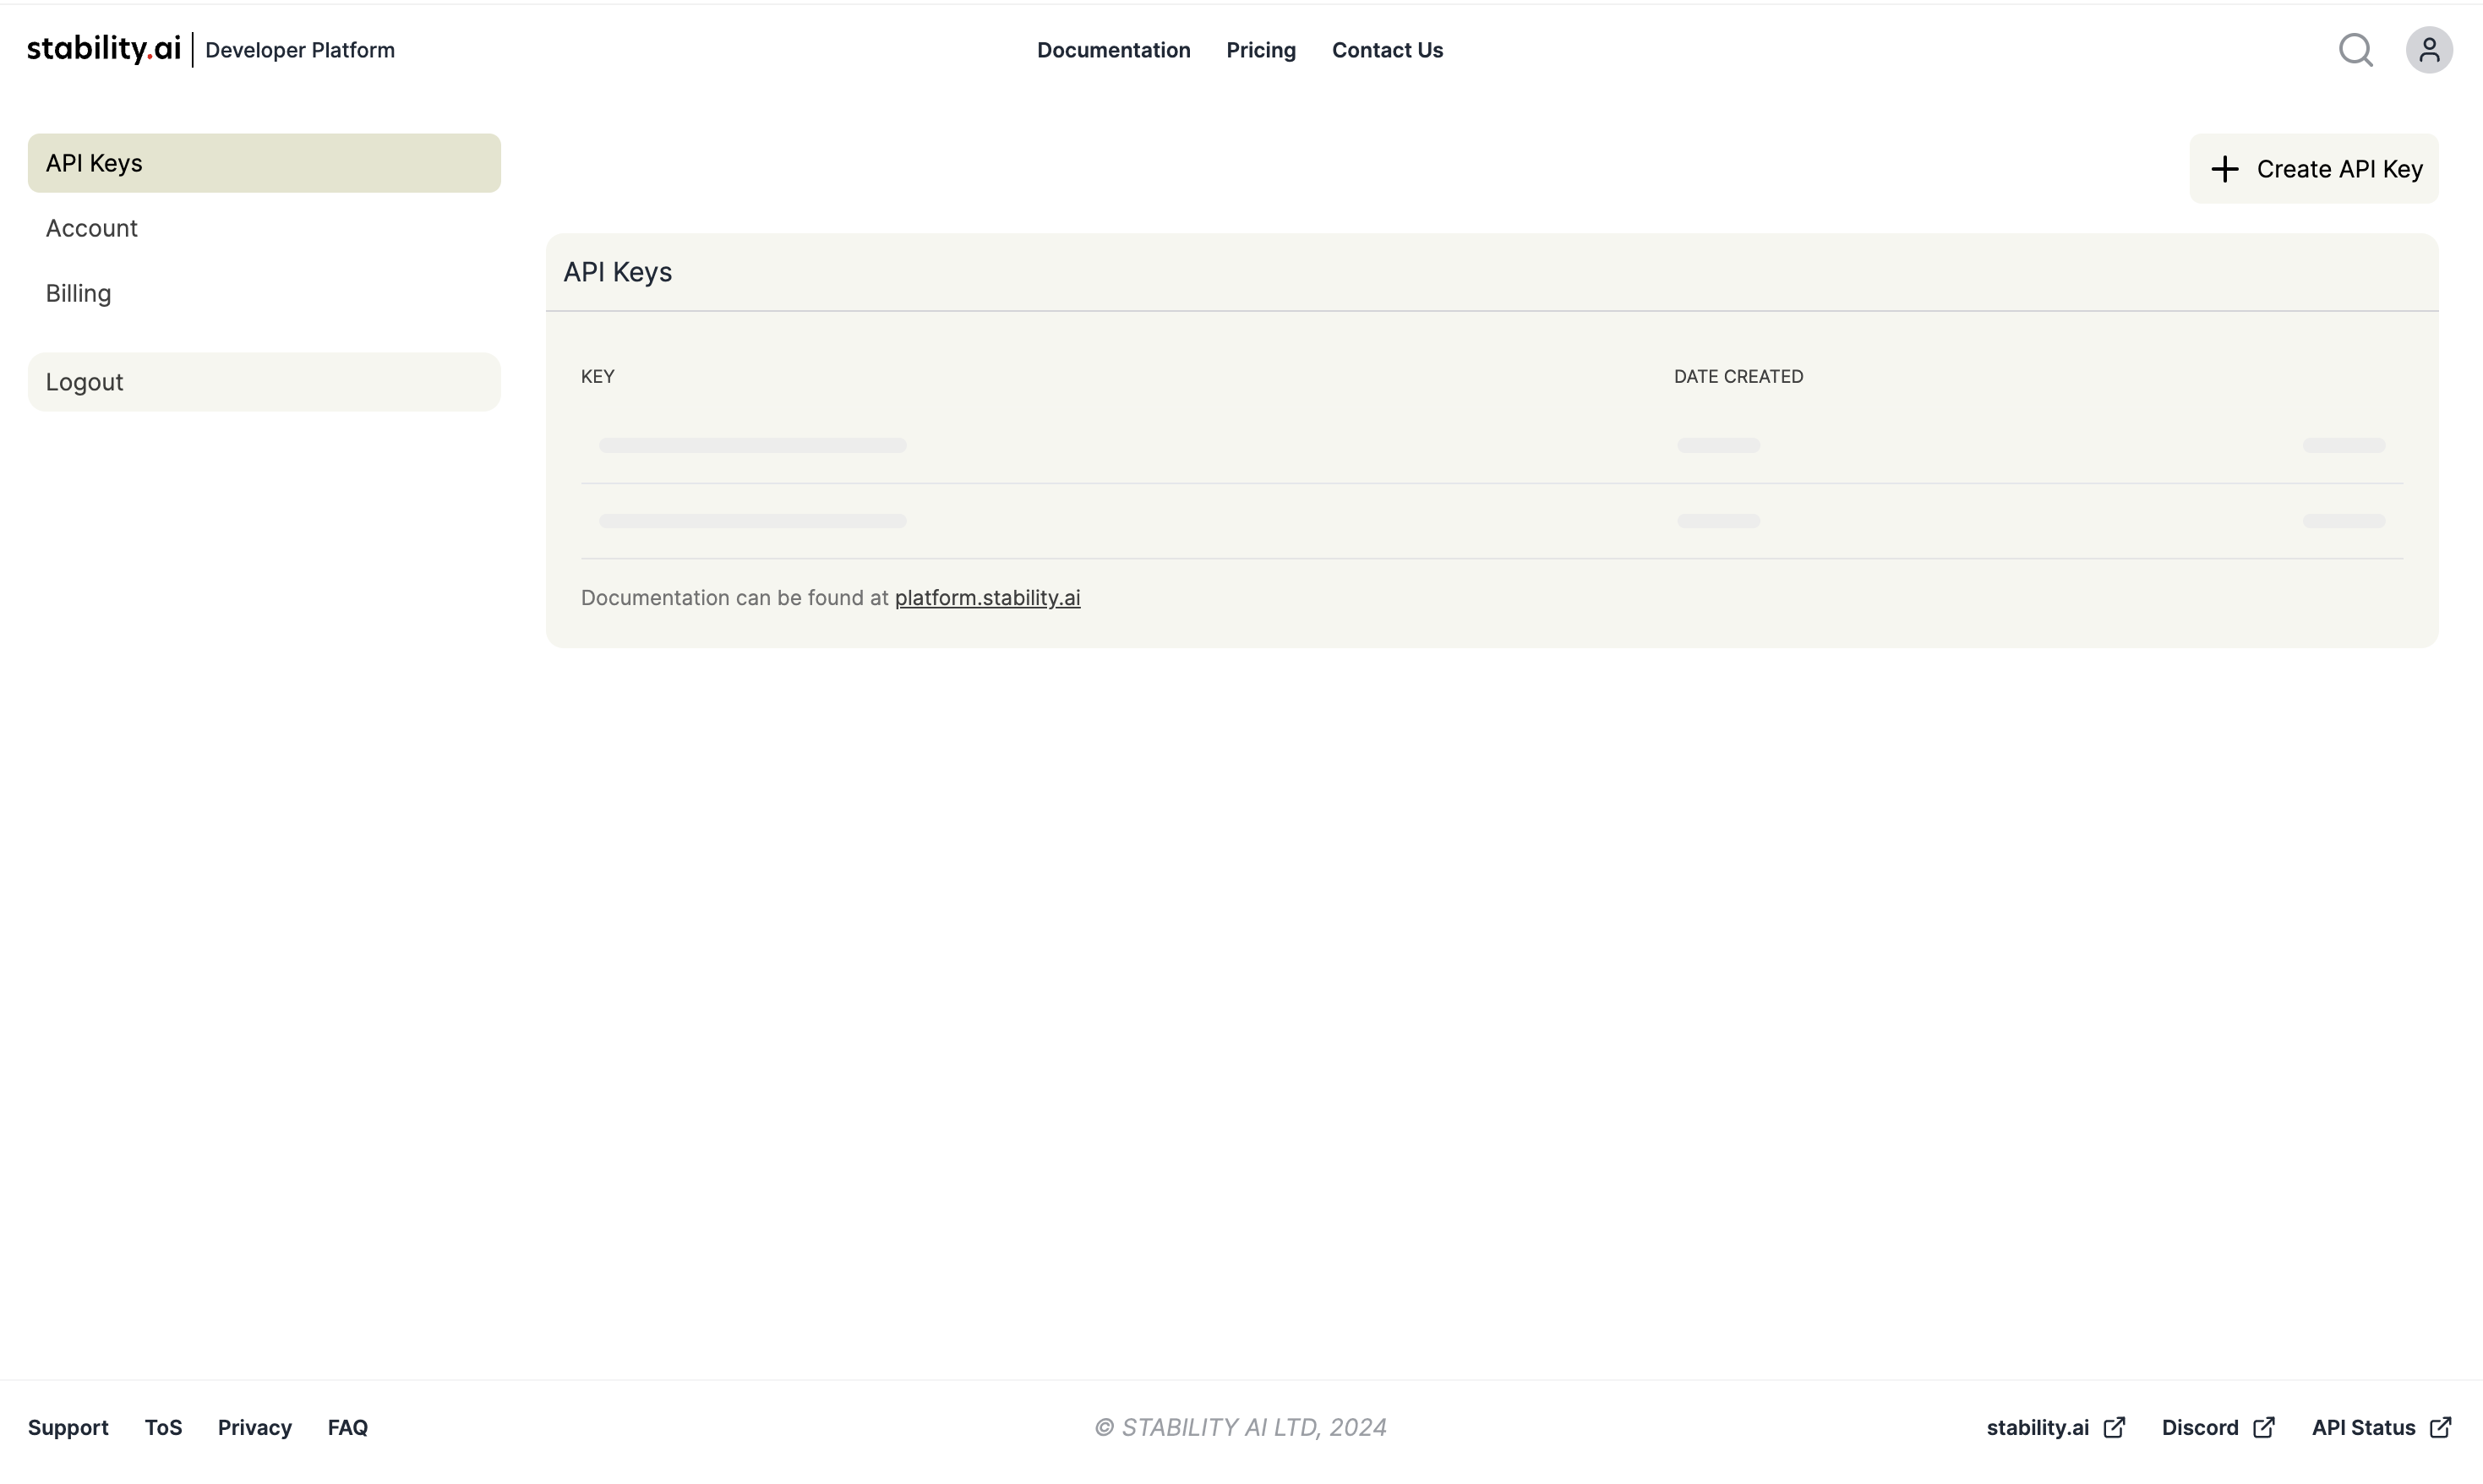 stability.ai Developer Platform
Documentation Pricing Contact Us
API Keys
Account
Billing
Logout
Create API Key
API Keys
KEY DATE CREATED
Documentation can be found at platform.stability.ai
Support ToS Privacy FAQ
© STABILITY AI LTD, 2024
stability.ai Discord API Status